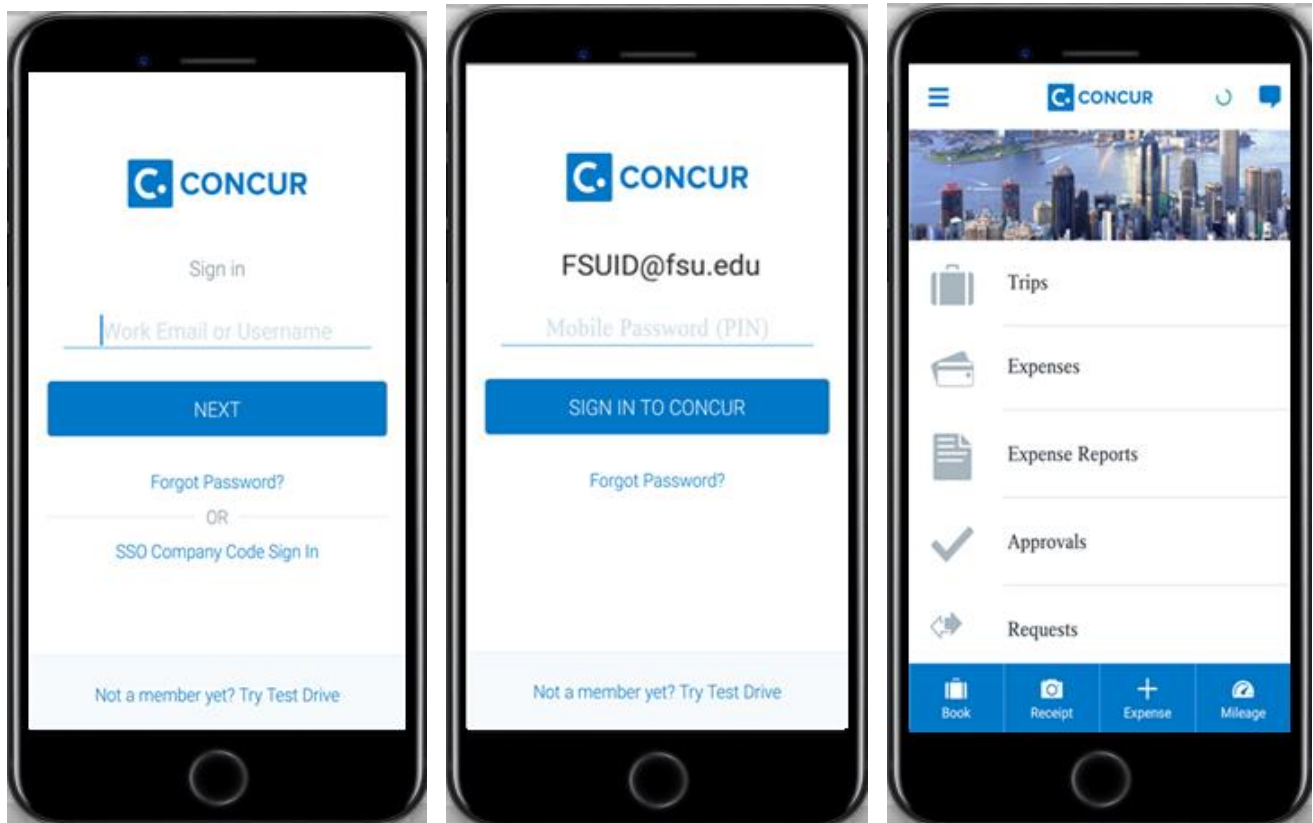 C. CONCUR
Sign in
Work Email or Username
NEXT
Forgot Password?
OR
SSO Company Code Sign In
Not a member yet? Try Test Drive
C. CONCUR
FSUID@fsu.edu
Mobile Password (PIN)
SIGN IN TO CONCUR
Forgot Password?
Not a member yet? Try Test Drive
C. CONCUR
Trips
Expenses
Expense Reports
Approvals
Requests
Book Receipt Expense Mileage